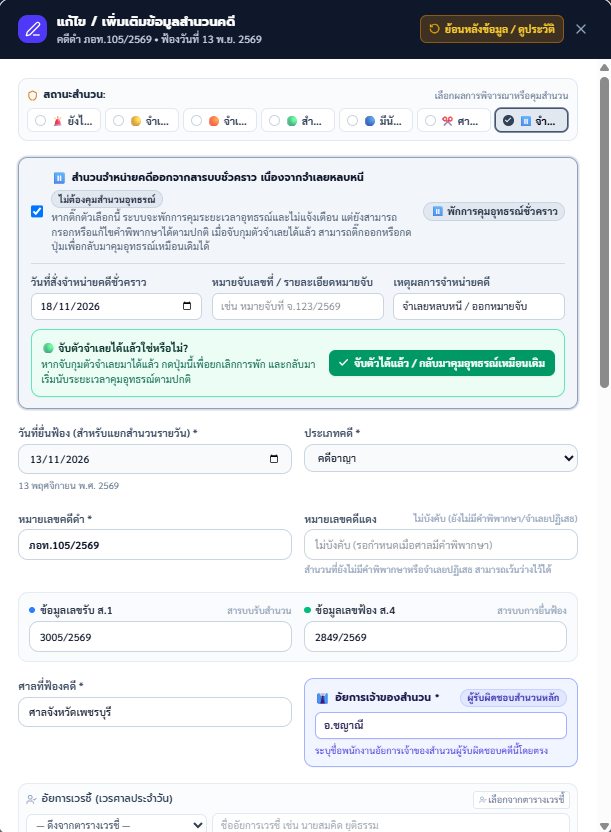 แก้ไข / เพิ่มเติมข้อมูลสำนวนคดี
คดีดำ ภอท.105/2569 • ฟ้องวันที่ 13 พ.ย. 2569
ย้อนหลังข้อมูล / ดูประวัติ
สถานะสำนวน:
เลือกผลการพิจารณาหรือคุมสำนวน
ยังไ...
จำเ...
จำเ...
สำ...
มีนั...
ศา...
จำ...
สำนวนจำหน่ายคดีออกจากสารบบชั่วคราว เนื่องจากจำเลยหลบหนี
ไม่ต้องคุมสำนวนอุทธรณ์
หากติ๊กตัวเลือกนี้ ระบบจะพักการคุมระยะเวลาอุทธรณ์และไม่แจ้งเตือน แต่ยังสามารถ
กรอกหรือแก้ไขคำพิพากษาได้ตามปกติ เมื่อจับกุมตัวจำเลยได้แล้ว สามารถติ๊กออกหรือกด
ปุ่มเพื่อกลับมาคุมอุทธรณ์เหมือนเดิมได้
พักการคุมอุทธรณ์ชั่วคราว
วันที่สั่งจำหน่ายคดีชั่วคราว
หมายจับเลขที่ / รายละเอียดหมายจับ
เหตุผลการจำหน่ายคดี
18/11/2026
เช่น หมายจับที่ จ.123/2569
จำเลยหลบหนี / ออกหมายจับ
จับตัวจำเลยได้แล้วใช่หรือไม่?
หากจับกุมตัวจำเลยมาได้แล้ว กดปุ่มนี้เพื่อยกเลิกการพัก และกลับมา
เริ่มนับระยะเวลาคุมอุทธรณ์ตามปกติ
จับตัวได้แล้ว / กลับมาคุมอุทธรณ์เหมือนเดิม
วันที่ยื่นฟ้อง (สำหรับแยกสำนวนรายวัน) *
ประเภทคดี *
13/11/2026
คดีอาญา
13 พฤศจิกายน พ.ศ. 2569
หมายเลขคดีดำ *
หมายเลขคดีแดง
ไม่บังคับ (ยังไม่มีคำพิพากษา/จำเลยปฏิเสธ)
ภอท.105/2569
ไม่บังคับ (รอกำหนดเมื่อศาลมีคำพิพากษา)
สำนวนที่ยังไม่มีคำพิพากษาหรือจำเลยปฏิเสธ สามารถเว้นว่างไว้ได้
ข้อมูลเลขรับ ส.1
สารบบรับสำนวน
ข้อมูลเลขฟ้อง ส.4
สารบบการยื่นฟ้อง
3005/2569
2849/2569
ศาลที่ฟ้องคดี *
อัยการเจ้าของสำนวน *
ผู้รับผิดชอบสำนวนหลัก
ศาลจังหวัดเพชรบุรี
อ.ชญาณี
ระบุชื่อพนักงานอัยการเจ้าของสำนวนผู้รับผิดชอบคดีนี้โดยตรง
อัยการเวรชี้ (เวรศาลประจำวัน)
เลือกจากตารางเวรชี้
— ดึงจากตารางเวรชี้ —
ชื่ออัยการเวรชี้ เช่น นายสมคิด ยุติธรรม